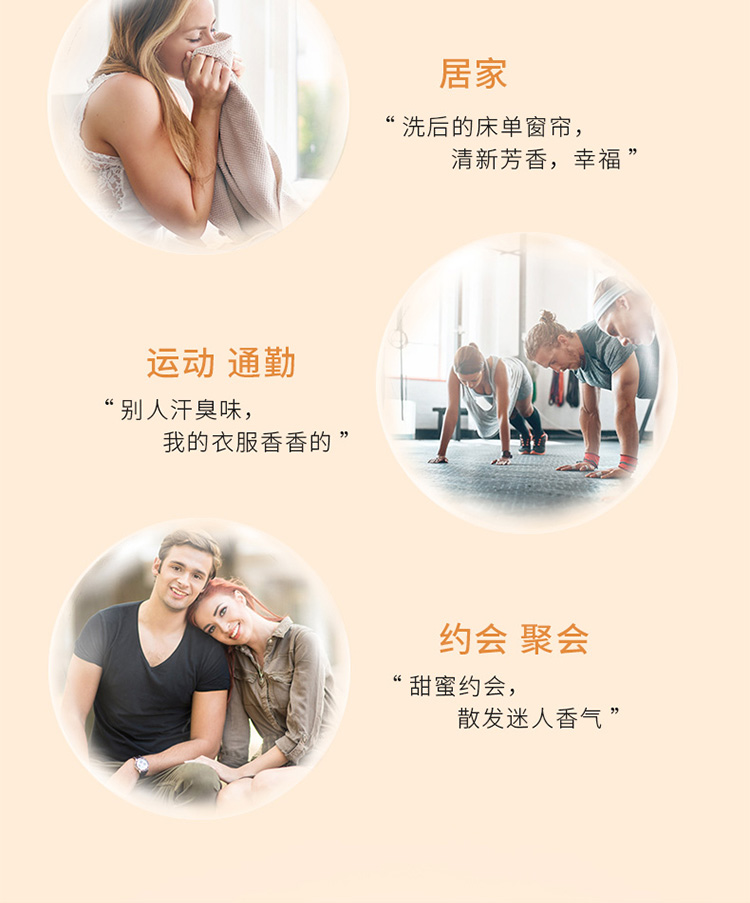 居家
“ 洗后的床单窗帘，
清新芳香，幸福 ”
运动 通勤
“ 别人汗臭味，
我的衣服香香的 ”
约会 聚会
“ 甜蜜约会，
散发迷人香气 ”